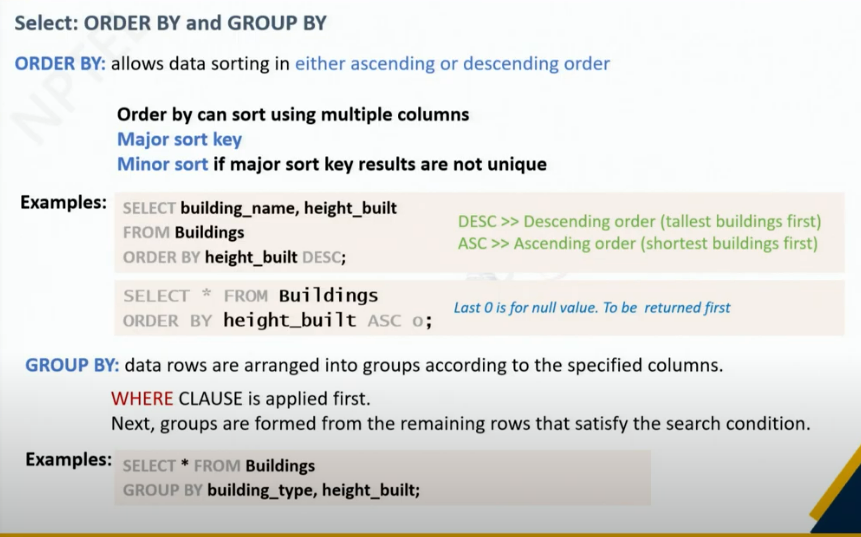 Select: ORDER BY and GROUP BY
ORDER BY: allows data sorting in either ascending or descending order
Order by can sort using multiple columns
Major sort key
Minor sort if major sort key results are not unique
Examples:
SELECT building_name, height_built
FROM Buildings
ORDER BY height_built DESC;
DESC >> Descending order (tallest buildings first)
ASC >> Ascending order (shortest buildings first)
SELECT * FROM Buildings
ORDER BY height_built ASC o;
Last 0 is for null value. To be returned first
GROUP BY: data rows are arranged into groups according to the specified columns.
WHERE CLAUSE is applied first.
Next, groups are formed from the remaining rows that satisfy the search condition.
Examples:
SELECT * FROM Buildings
GROUP BY building_type, height_built;
NPTEL